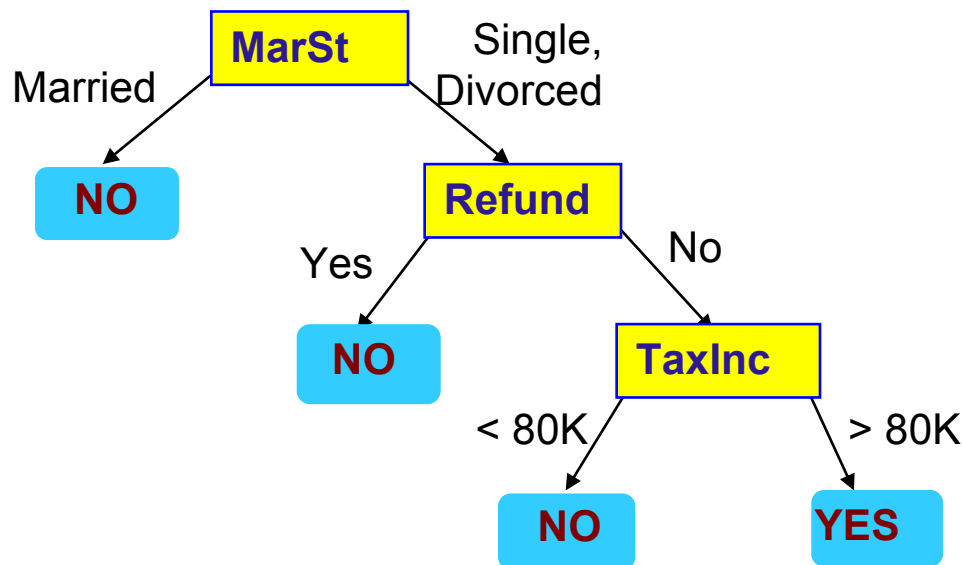 MarSt
Single,
Divorced
Married
NO
Refund
Yes
No
NO
TaxInc
< 80K
> 80K
NO
YES